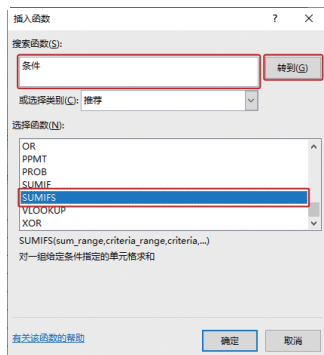 插入函数 ? ×
搜索函数(S):
条件
转到(G)
或选择类别(C): 推荐
选择函数(N):
OR
PPMT
PROB
SUMIF
SUMIFS
VLOOKUP
XOR
SUMIFS(sum_range,criteria_range,criteria,...)
对一组给定条件指定的单元格求和
有关该函数的帮助
确定 取消